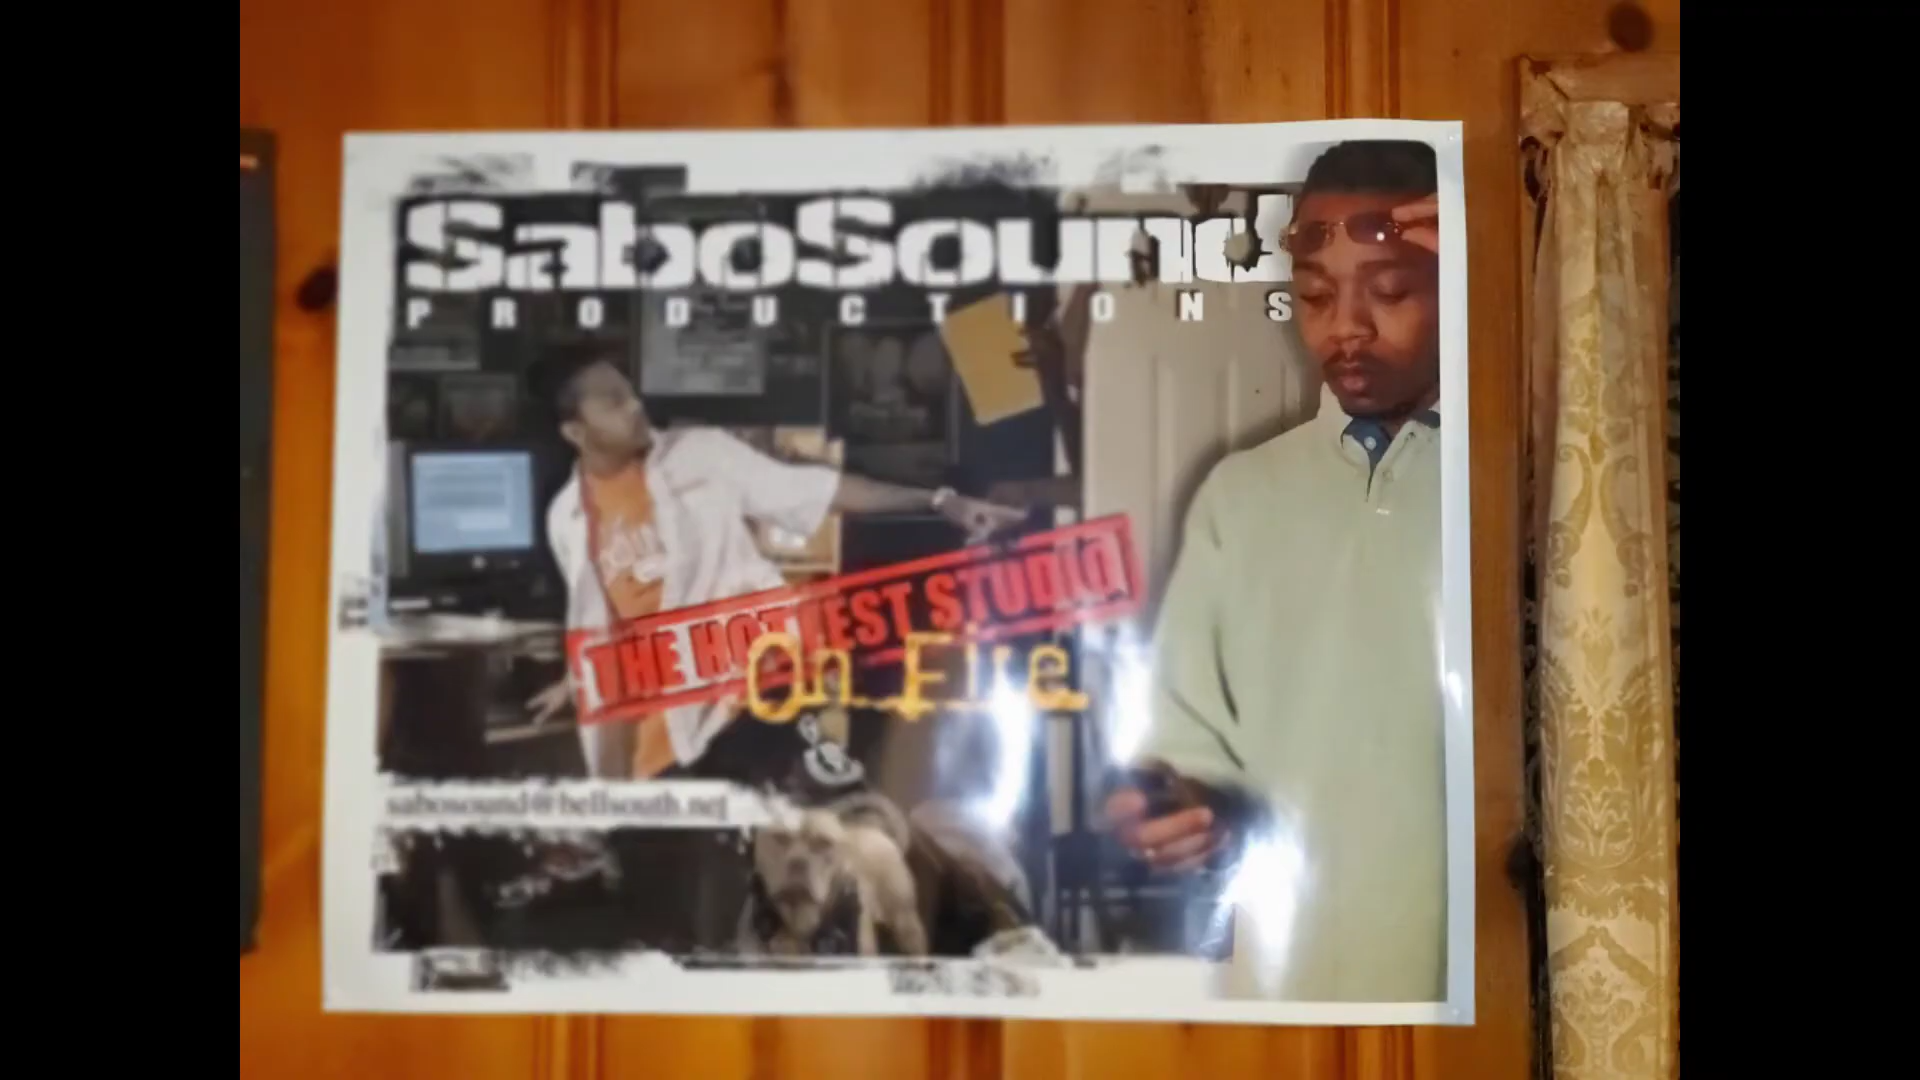 SaboSound
PRODUCTIONS
THE HOTTEST STUDIO
On Fire
sabosound@bellsouth.net